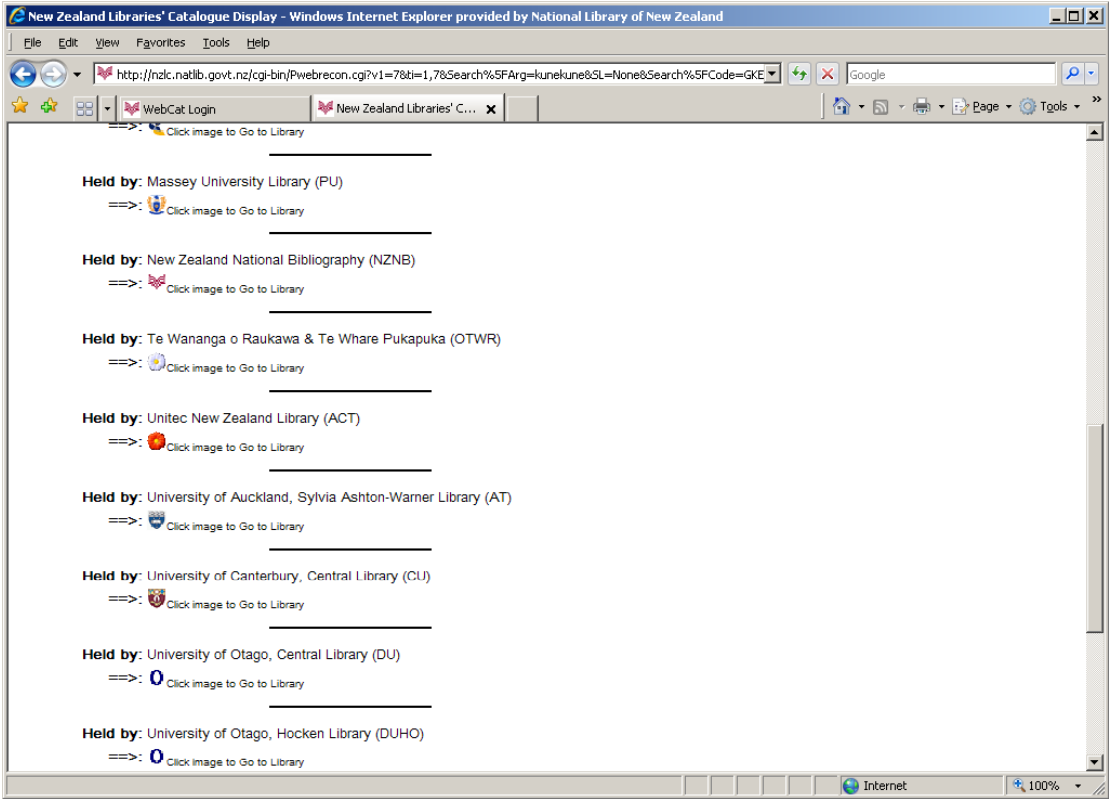 New Zealand Libraries' Catalogue Display - Windows Internet Explorer provided by National Library of New Zealand
File Edit View Favorites Tools Help
http://nzlc.natlib.govt.nz/cgi-bin/Pwebrecon.cgi?v1=7&ti=1,7&Search%5FArg=kunekune&SL=None&Search%5FCode=GKE Google
WebCat Login New Zealand Libraries' C... Page Tools
==>: Click image to Go to Library
Held by: Massey University Library (PU)
==>: Click image to Go to Library
Held by: New Zealand National Bibliography (NZNB)
==>: Click image to Go to Library
Held by: Te Wananga o Raukawa & Te Whare Pukapuka (OTWR)
==>: Click image to Go to Library
Held by: Unitec New Zealand Library (ACT)
==>: Click image to Go to Library
Held by: University of Auckland, Sylvia Ashton-Warner Library (AT)
==>: Click image to Go to Library
Held by: University of Canterbury, Central Library (CU)
==>: Click image to Go to Library
Held by: University of Otago, Central Library (DU)
==>: Click image to Go to Library
Held by: University of Otago, Hocken Library (DUHO)
==>: Click image to Go to Library
Internet 100%